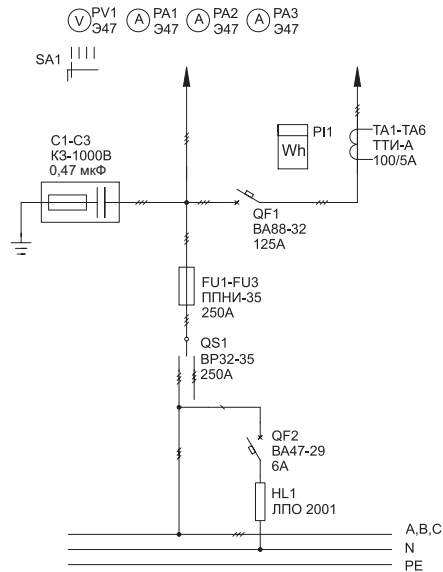 V PV1 A PA1 A PA2 A PA3
Э47 Э47 Э47 Э47
SA1
PI1
Wh
TA1-TA6
ТТИ-А
100/5А
C1-C3
КЗ-1000В
0,47 мкФ
QF1
ВА88-32
125А
FU1-FU3
ППНИ-35
250А
QS1
ВР32-35
250А
QF2
ВА47-29
6А
HL1
ЛПО 2001
A,B,C
N
PE